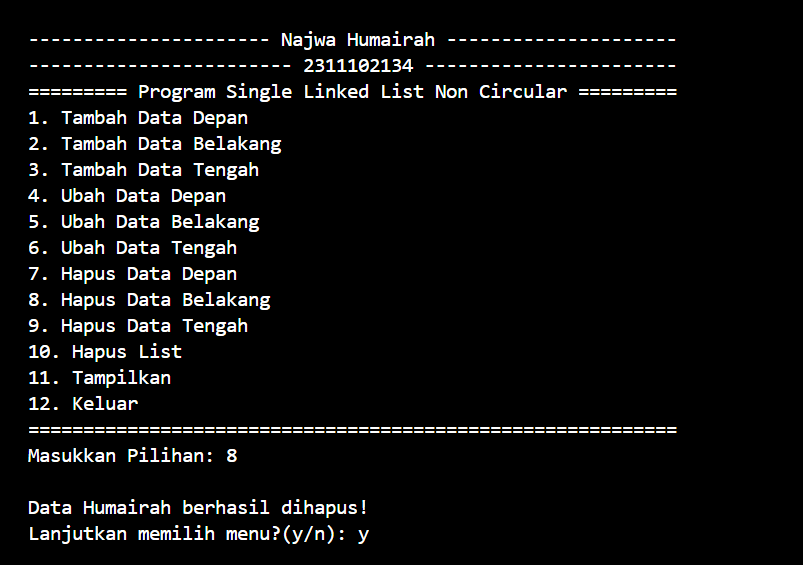 ---------------------- Najwa Humairah ---------------------
------------------------ 2311102134 -----------------------
========= Program Single Linked List Non Circular =========
1. Tambah Data Depan
2. Tambah Data Belakang
3. Tambah Data Tengah
4. Ubah Data Depan
5. Ubah Data Belakang
6. Ubah Data Tengah
7. Hapus Data Depan
8. Hapus Data Belakang
9. Hapus Data Tengah
10. Hapus List
11. Tampilkan
12. Keluar
===========================================================
Masukkan Pilihan: 8
Data Humairah berhasil dihapus!
Lanjutkan memilih menu?(y/n): y